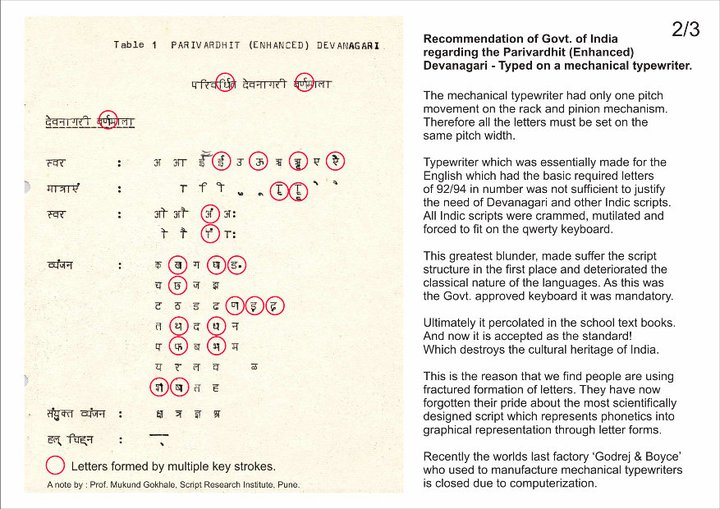 2/3
Table 1 PARIVARDHIT (ENHANCED) DEVANAGARI
परिवर्धित देवनागरी वर्णमाला
देवनागरी वर्णमाला
स्वर : अ आ इ ई उ ऊ ऋ ॠ ए ऐ
मात्राएं :
स्वर : ओ औ अं अः
व्यंजन : क ख ग घ ङ
च छ ज झ
ट ठ ड ढ ण ड़ ढ़
त थ द ध न
प फ ब भ म
य र ल व ळ
श ष स ह
संयुक्त व्यंजन : क्ष त्र ज्ञ श्र
हल् चिह्न :
Letters formed by multiple key strokes.
A note by : Prof. Mukund Gokhale, Script Research Institute, Pune.
Recommendation of Govt. of India
regarding the Parivardhit (Enhanced)
Devanagari - Typed on a mechanical typewriter.
The mechanical typewriter had only one pitch
movement on the rack and pinion mechanism.
Therefore all the letters must be set on the
same pitch width.
Typewriter which was essentially made for the
English which had the basic required letters
of 92/94 in number was not sufficient to justify
the need of Devanagari and other Indic scripts.
All Indic scripts were crammed, mutilated and
forced to fit on the qwerty keyboard.
This greatest blunder, made suffer the script
structure in the first place and deteriorated the
classical nature of the languages. As this was
the Govt. approved keyboard it was mandatory.
Ultimately it percolated in the school text books.
And now it is accepted as the standard!
Which destroys the cultural heritage of India.
This is the reason that we find people are using
fractured formation of letters. They have now
forgotten their pride about the most scientifically
designed script which represents phonetics into
graphical representation through letter forms.
Recently the worlds last factory ‘Godrej & Boyce’
who used to manufacture mechanical typewriters
is closed due to computerization.